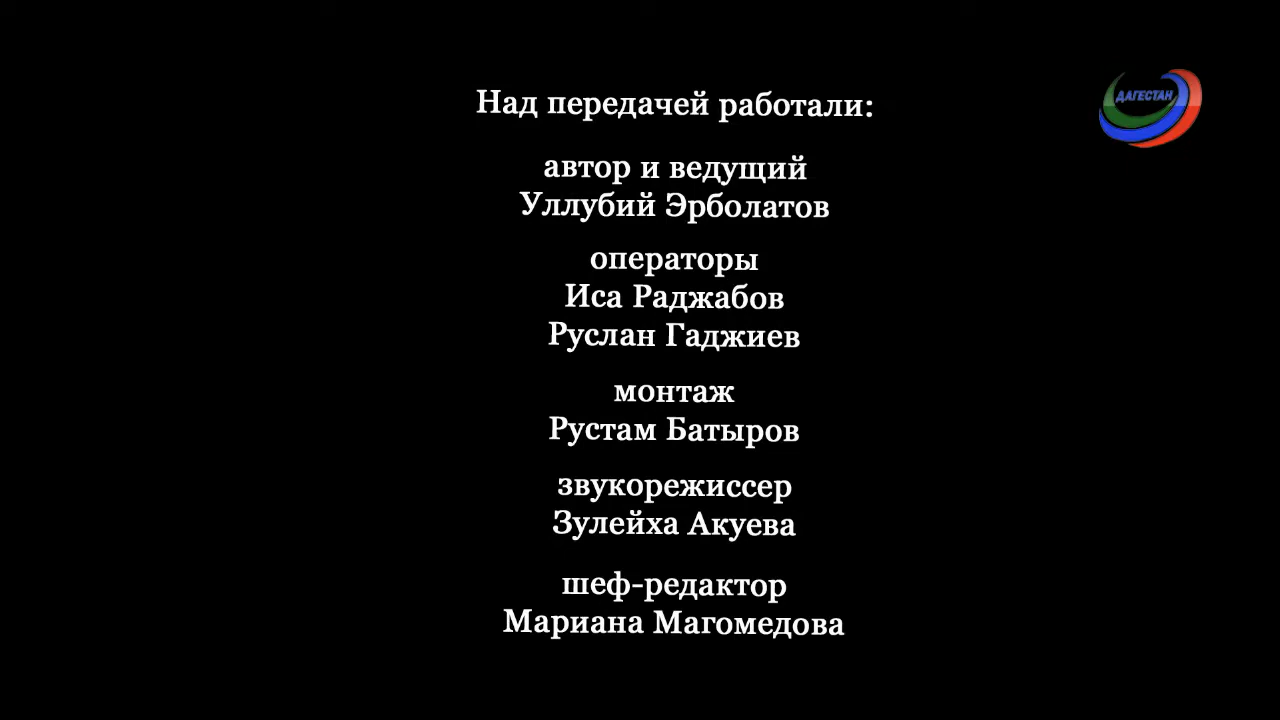 ДАГЕСТАН
Над передачей работали:
автор и ведущий
Уллубий Эрболатов
операторы
Иса Раджабов
Руслан Гаджиев
монтаж
Рустам Батыров
звукорежиссер
Зулейха Акуева
шеф-редактор
Мариана Магомедова